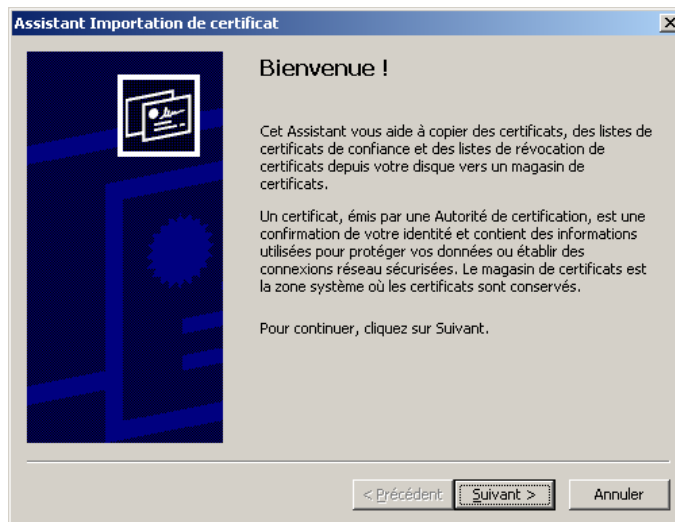 Assistant Importation de certificat
Bienvenue !
Cet Assistant vous aide à copier des certificats, des listes de
certificats de confiance et des listes de révocation de
certificats depuis votre disque vers un magasin de
certificats.
Un certificat, émis par une Autorité de certification, est une
confirmation de votre identité et contient des informations
utilisées pour protéger vos données ou établir des
connexions réseau sécurisées. Le magasin de certificats est
la zone système où les certificats sont conservés.
Pour continuer, cliquez sur Suivant.
< Précédent Suivant > Annuler